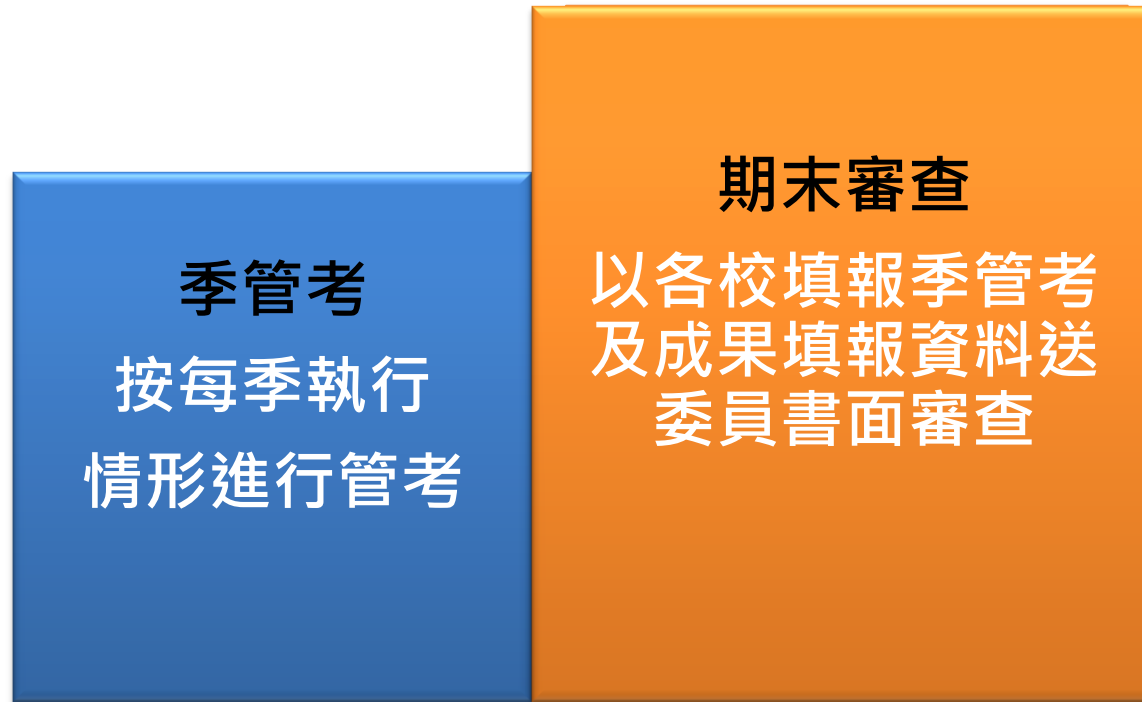 季管考
按每季執行
情形進行管考
期末審查
以各校填報季管考
及成果填報資料送
委員書面審查